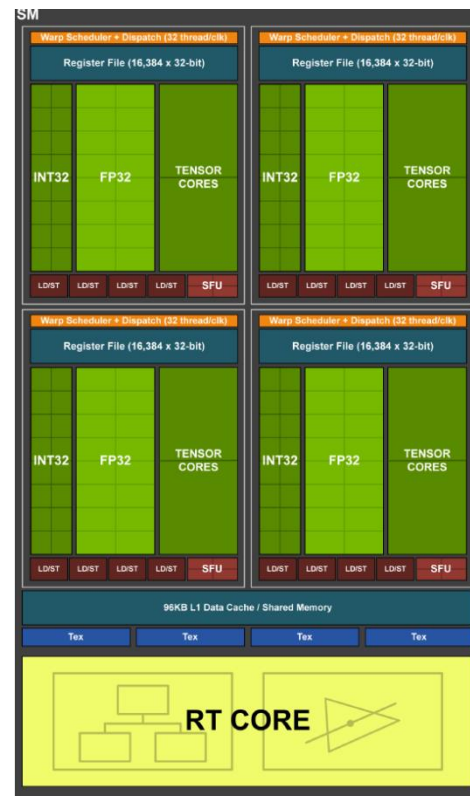 SM
Warp Scheduler + Dispatch (32 thread/clk)
Register File (16,384 x 32-bit)
INT32 FP32 TENSOR
CORES
LD/ST LD/ST LD/ST LD/ST SFU
Warp Scheduler + Dispatch (32 thread/clk)
Register File (16,384 x 32-bit)
INT32 FP32 TENSOR
CORES
LD/ST LD/ST LD/ST LD/ST SFU
Warp Scheduler + Dispatch (32 thread/clk)
Register File (16,384 x 32-bit)
INT32 FP32 TENSOR
CORES
LD/ST LD/ST LD/ST LD/ST SFU
Warp Scheduler + Dispatch (32 thread/clk)
Register File (16,384 x 32-bit)
INT32 FP32 TENSOR
CORES
LD/ST LD/ST LD/ST LD/ST SFU
96KB L1 Data Cache / Shared Memory
Tex Tex Tex Tex
RT CORE